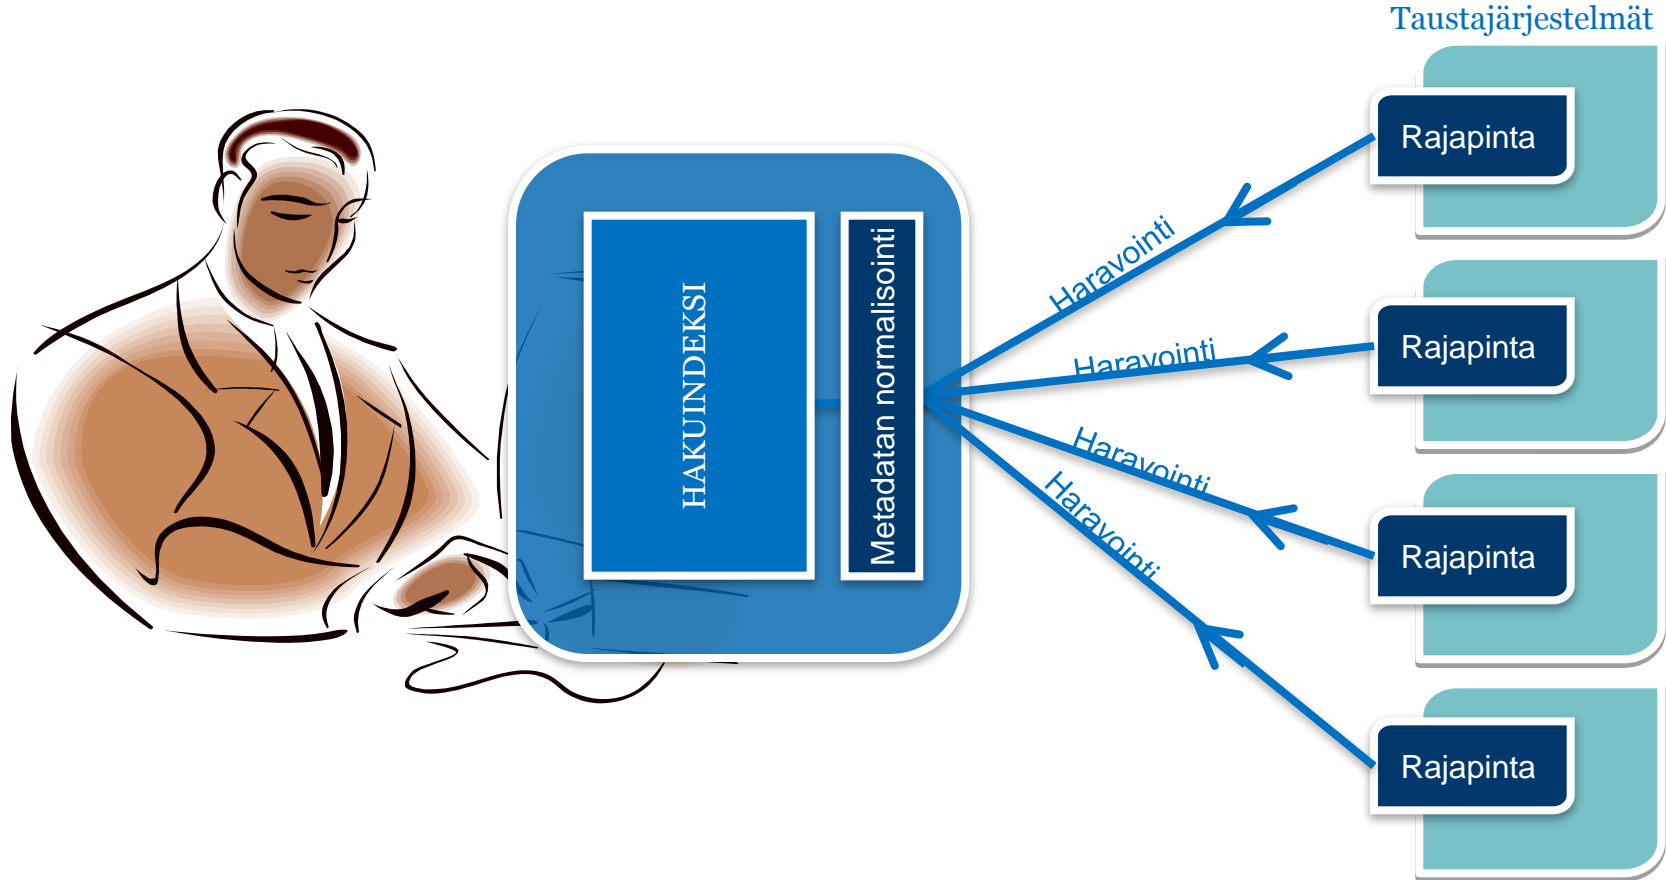 Taustajärjestelmät
Rajapinta
Haravointi
HAKUINDEKSI
Metadatan normalisointi
Haravointi
Rajapinta
Haravointi
Rajapinta
Haravointi
Rajapinta